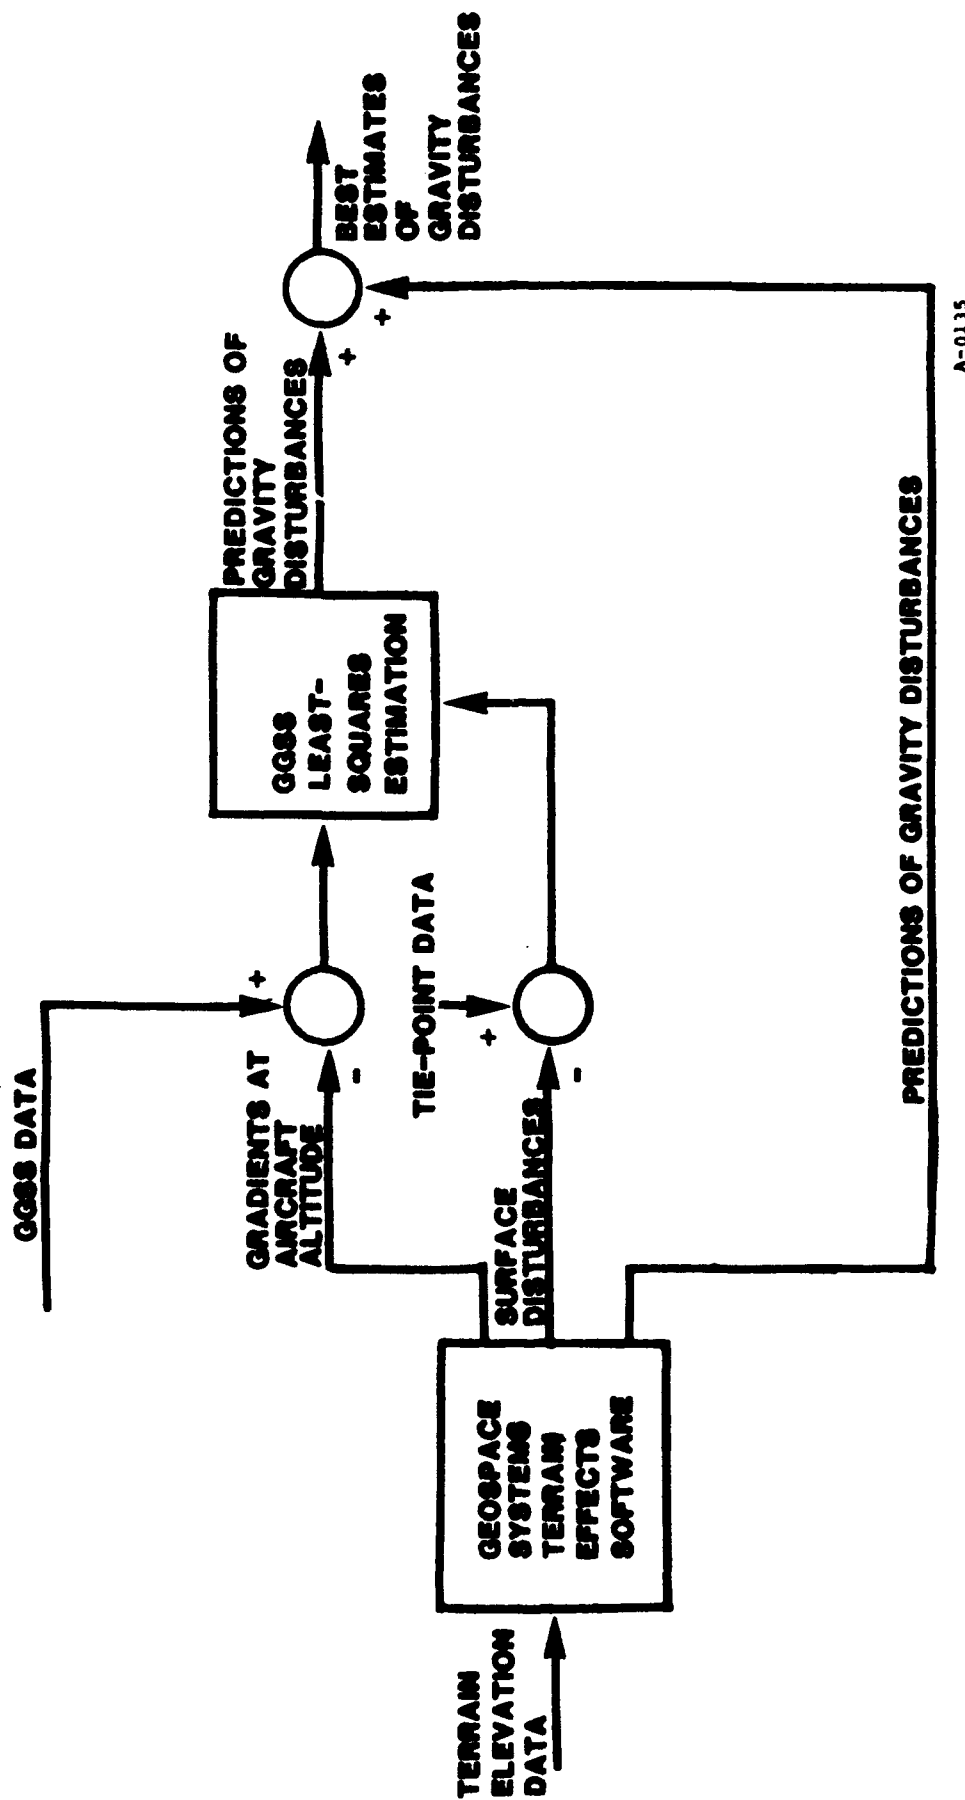 GGSS DATA
GRADIENTS AT
AIRCRAFT
ALTITUDE
+
-
GGSS
LEAST-
SQUARES
ESTIMATION
PREDICTIONS OF
GRAVITY
DISTURBANCES
+
+
BEST
ESTIMATES
OF
GRAVITY
DISTURBANCES
TIE-POINT DATA
+
-
SURFACE
DISTURBANCES
TERRAIN
ELEVATION
DATA
GEOSPACE
SYSTEMS
TERRAIN
EFFECTS
SOFTWARE
PREDICTIONS OF GRAVITY DISTURBANCES
A-0135